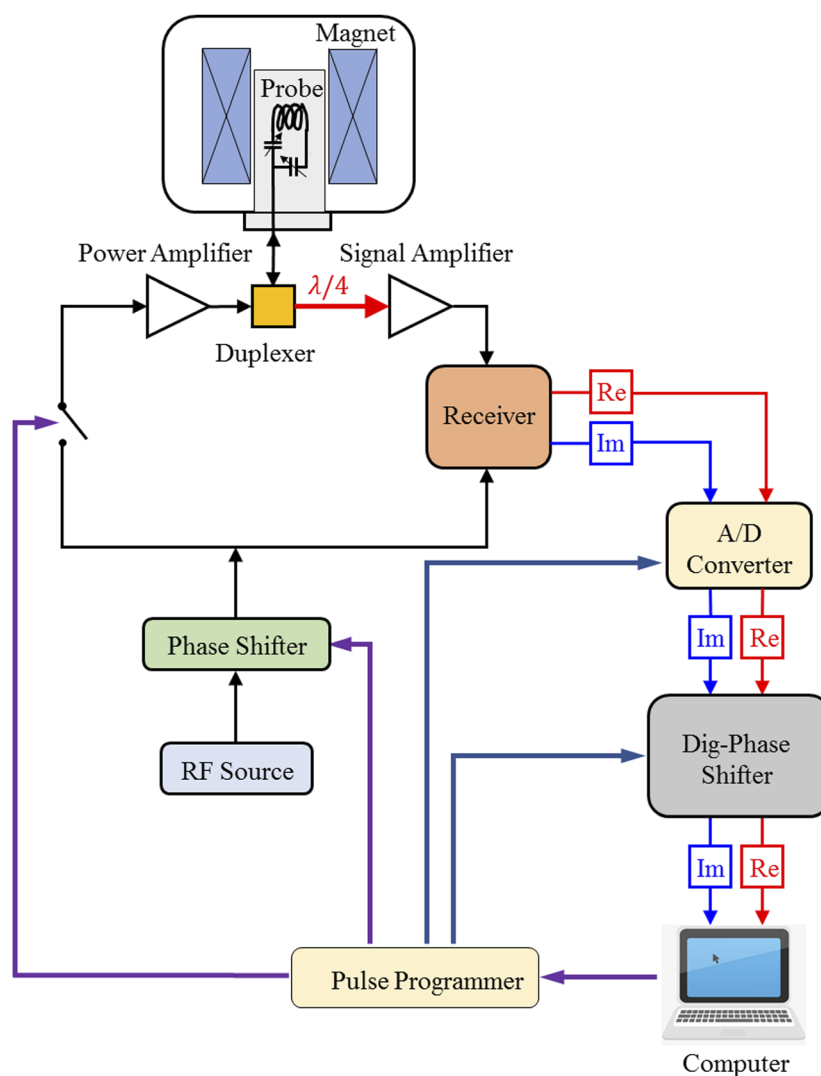 Magnet
Probe
Power Amplifier
Signal Amplifier
λ/4
Duplexer
Receiver
Re
Im
A/D
Converter
Im
Re
Phase Shifter
Dig-Phase
Shifter
RF Source
Im
Re
Pulse Programmer
Computer